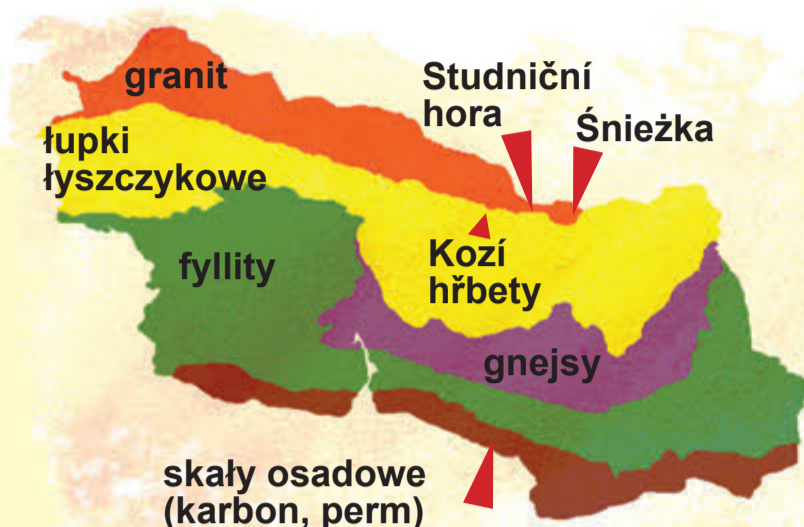 granit
Studniční
hora
Śnieżka
łupki
łyszczykowe
fyllity
Kozí
hřbety
gnejsy
skały osadowe
(karbon, perm)